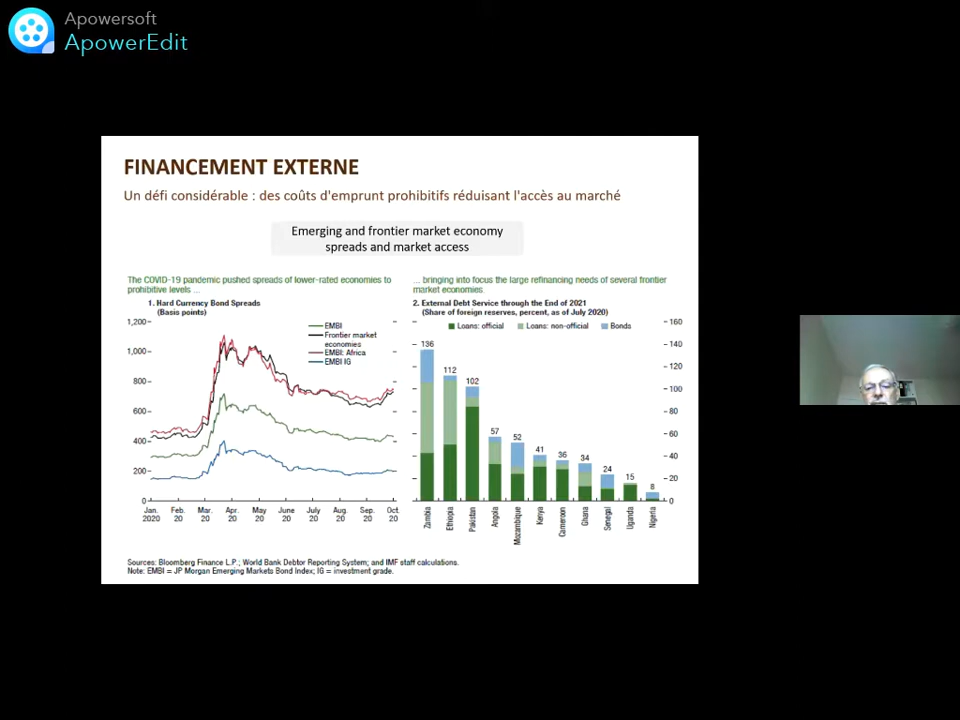 Apowersoft
ApowerEdit
FINANCEMENT EXTERNE
Un défi considérable : des coûts d'emprunt prohibitifs réduisant l'accès au marché
Emerging and frontier market economy
spreads and market access
The COVID-19 pandemic pushed spreads of lower-rated economies to
prohibitive levels ...
1. Hard Currency Bond Spreads
(Basis points)
1,200
1,000
800
600
400
200
0
EMBI
Frontier market
economies
EMBI: Africa
EMBI IG
Jan. Feb. Mar. Apr. May June July Aug. Sep. Oct.
2020 20 20 20 20 20 20 20 20 20
... bringing into focus the large refinancing needs of several frontier
market economies.
2. External Debt Service through the End of 2021
(Share of foreign reserves, percent, as of July 2020)
Loans: official Loans: non-official Bonds
160
140
120
100
80
60
40
20
0
136 112 102 57 52 41 36 34 24 15 8
Zambia
Ethiopia
Pakistan
Angola
Mozambique
Kenya
Cameroon
Ghana
Senegal
Uganda
Nigeria
Sources: Bloomberg Finance L.P.; World Bank Debtor Reporting System; and IMF staff calculations.
Note: EMBI = JP Morgan Emerging Markets Bond Index; IG = investment grade.